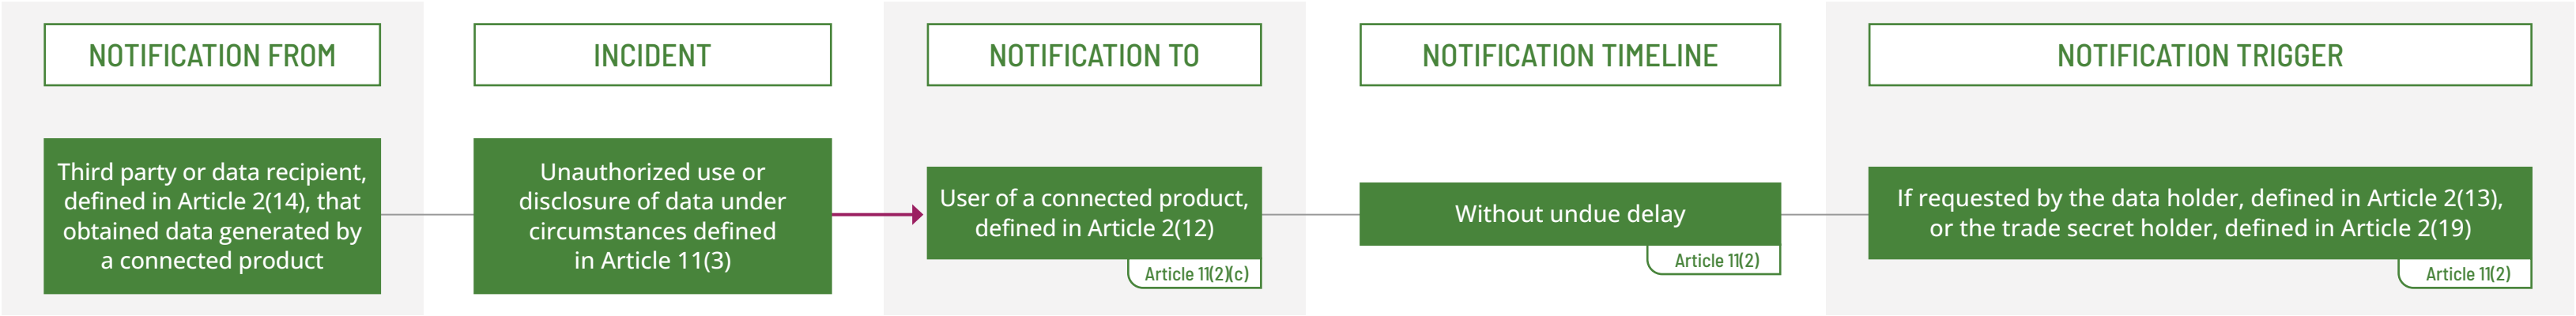 NOTIFICATION FROM
INCIDENT
NOTIFICATION TO
NOTIFICATION TIMELINE
NOTIFICATION TRIGGER
Third party or data recipient,
defined in Article 2(14), that
obtained data generated by
a connected product
Unauthorized use or
disclosure of data under
circumstances defined
in Article 11(3)
User of a connected product,
defined in Article 2(12)
Article 11(2)(c)
Without undue delay
Article 11(2)
If requested by the data holder, defined in Article 2(13),
or the trade secret holder, defined in Article 2(19)
Article 11(2)